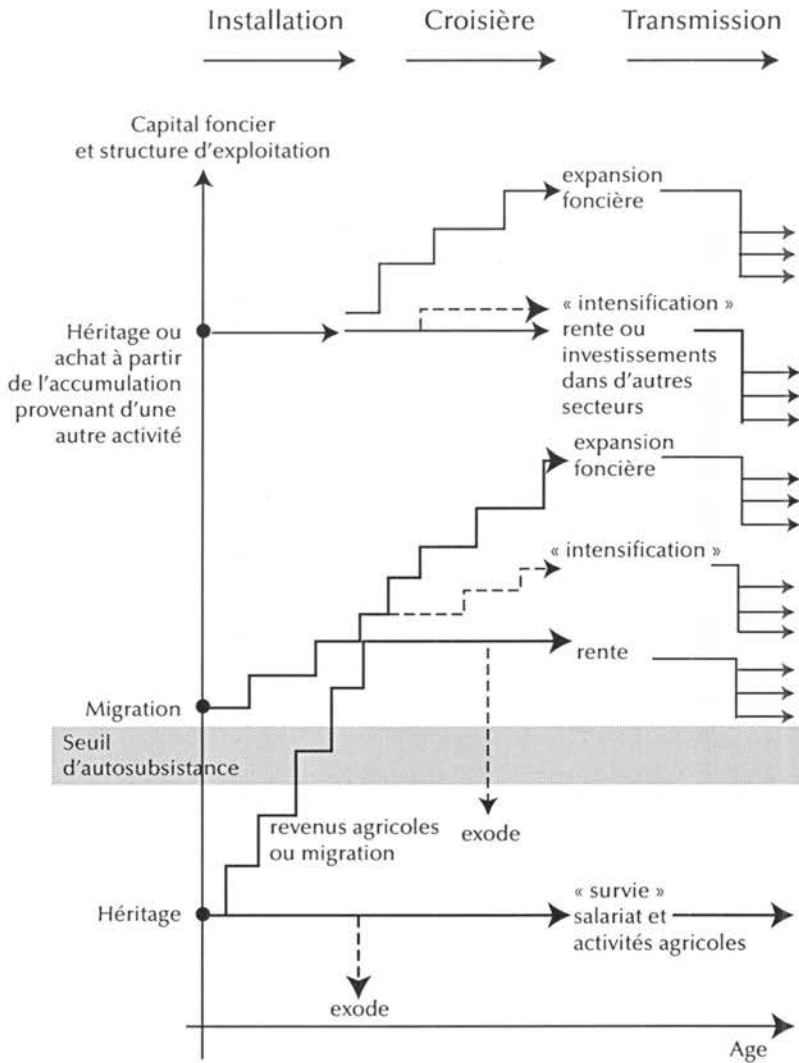 Installation
Croisière
Transmission
Capital foncier
et structure d'exploitation
expansion
foncière
« intensification »
rente ou
investissements
dans d'autres
secteurs
Héritage ou
achat à partir
de l'accumulation
provenant d'une
autre activité
expansion
foncière
« intensification »
rente
Migration
Seuil
d'autosubsistance
revenus agricoles
ou migration
exode
Héritage
« survie »
salariat et
activités agricoles
exode
Age